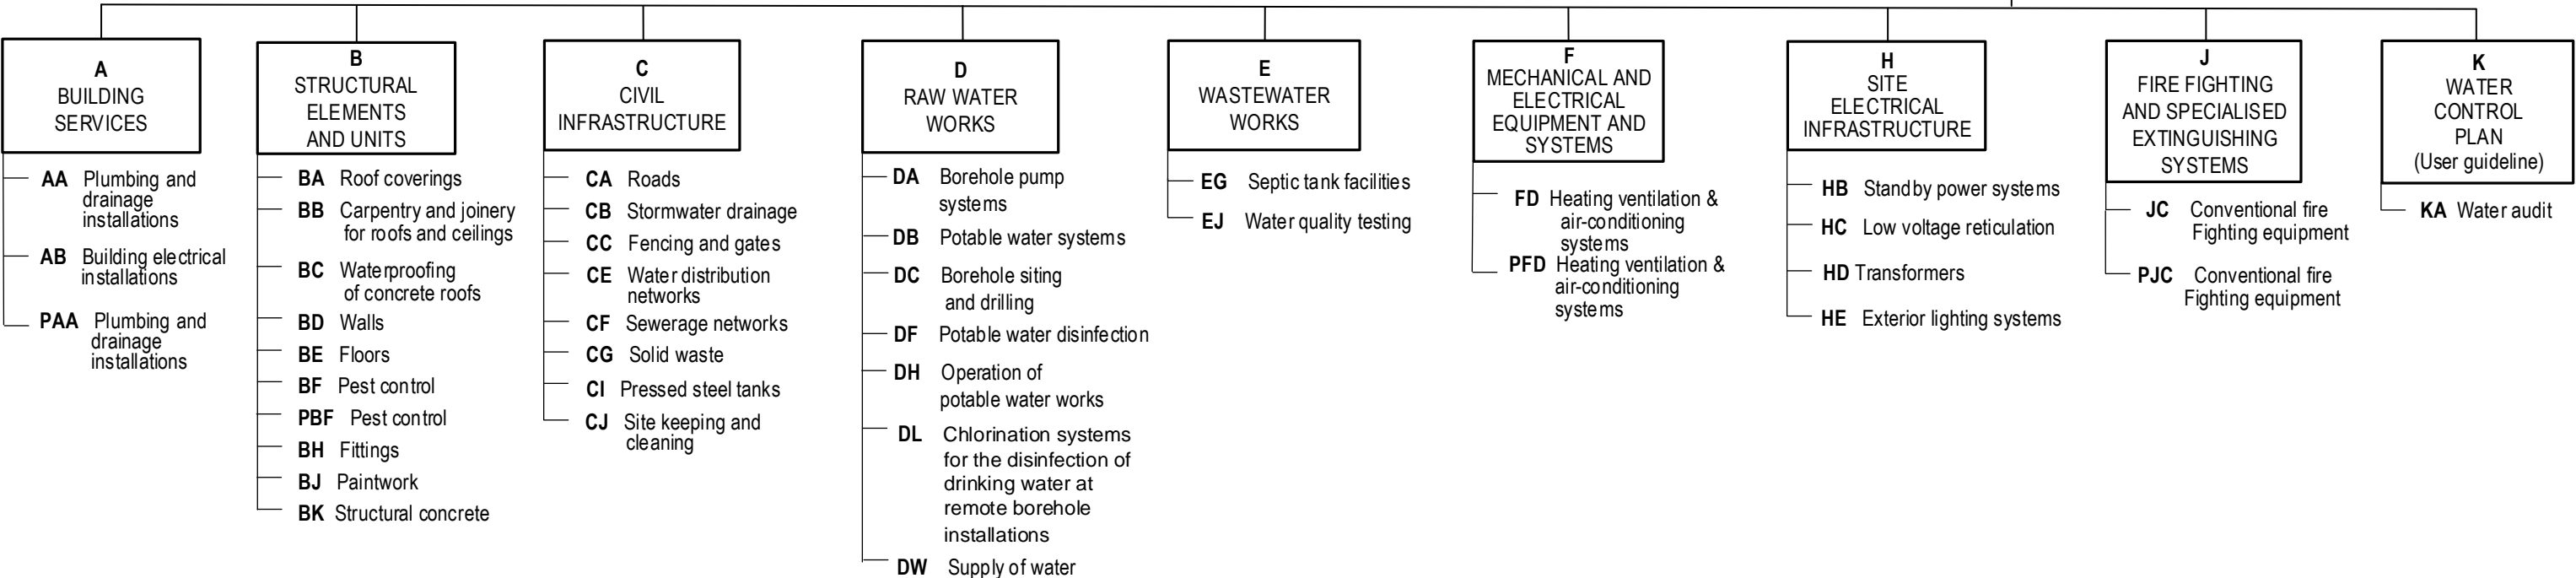 A
BUILDING
SERVICES
AA Plumbing and
drainage
installations
AB Building electrical
installations
PAA Plumbing and
drainage
installations
B
STRUCTURAL
ELEMENTS
AND UNITS
BA Roof coverings
BB Carpentry and joinery
for roofs and ceilings
BC Waterproofing
of concrete roofs
BD Walls
BE Floors
BF Pest control
PBF Pest control
BH Fittings
BJ Paintwork
BK Structural concrete
C
CIVIL
INFRASTRUCTURE
CA Roads
CB Stormwater drainage
CC Fencing and gates
CE Water distribution
networks
CF Sewerage networks
CG Solid waste
CI Pressed steel tanks
CJ Site keeping and
cleaning
D
RAW WATER
WORKS
DA Borehole pump
systems
DB Potable water systems
DC Borehole siting
and drilling
DF Potable water disinfection
DH Operation of
potable water works
DL Chlorination systems
for the disinfection of
drinking water at
remote borehole
installations
DW Supply of water
E
WASTEWATER
WORKS
EG Septic tank facilities
EJ Water quality testing
F
MECHANICAL AND
ELECTRICAL
EQUIPMENT AND
SYSTEMS
FD Heating ventilation &
air-conditioning
systems
PFD Heating ventilation &
air-conditioning
systems
H
SITE
ELECTRICAL
INFRASTRUCTURE
HB Standby power systems
HC Low voltage reticulation
HD Transformers
HE Exterior lighting systems
J
FIRE FIGHTING
AND SPECIALISED
EXTINGUISHING
SYSTEMS
JC Conventional fire
Fighting equipment
PJC Conventional fire
Fighting equipment
K
WATER
CONTROL
PLAN
(User guideline)
KA Water audit